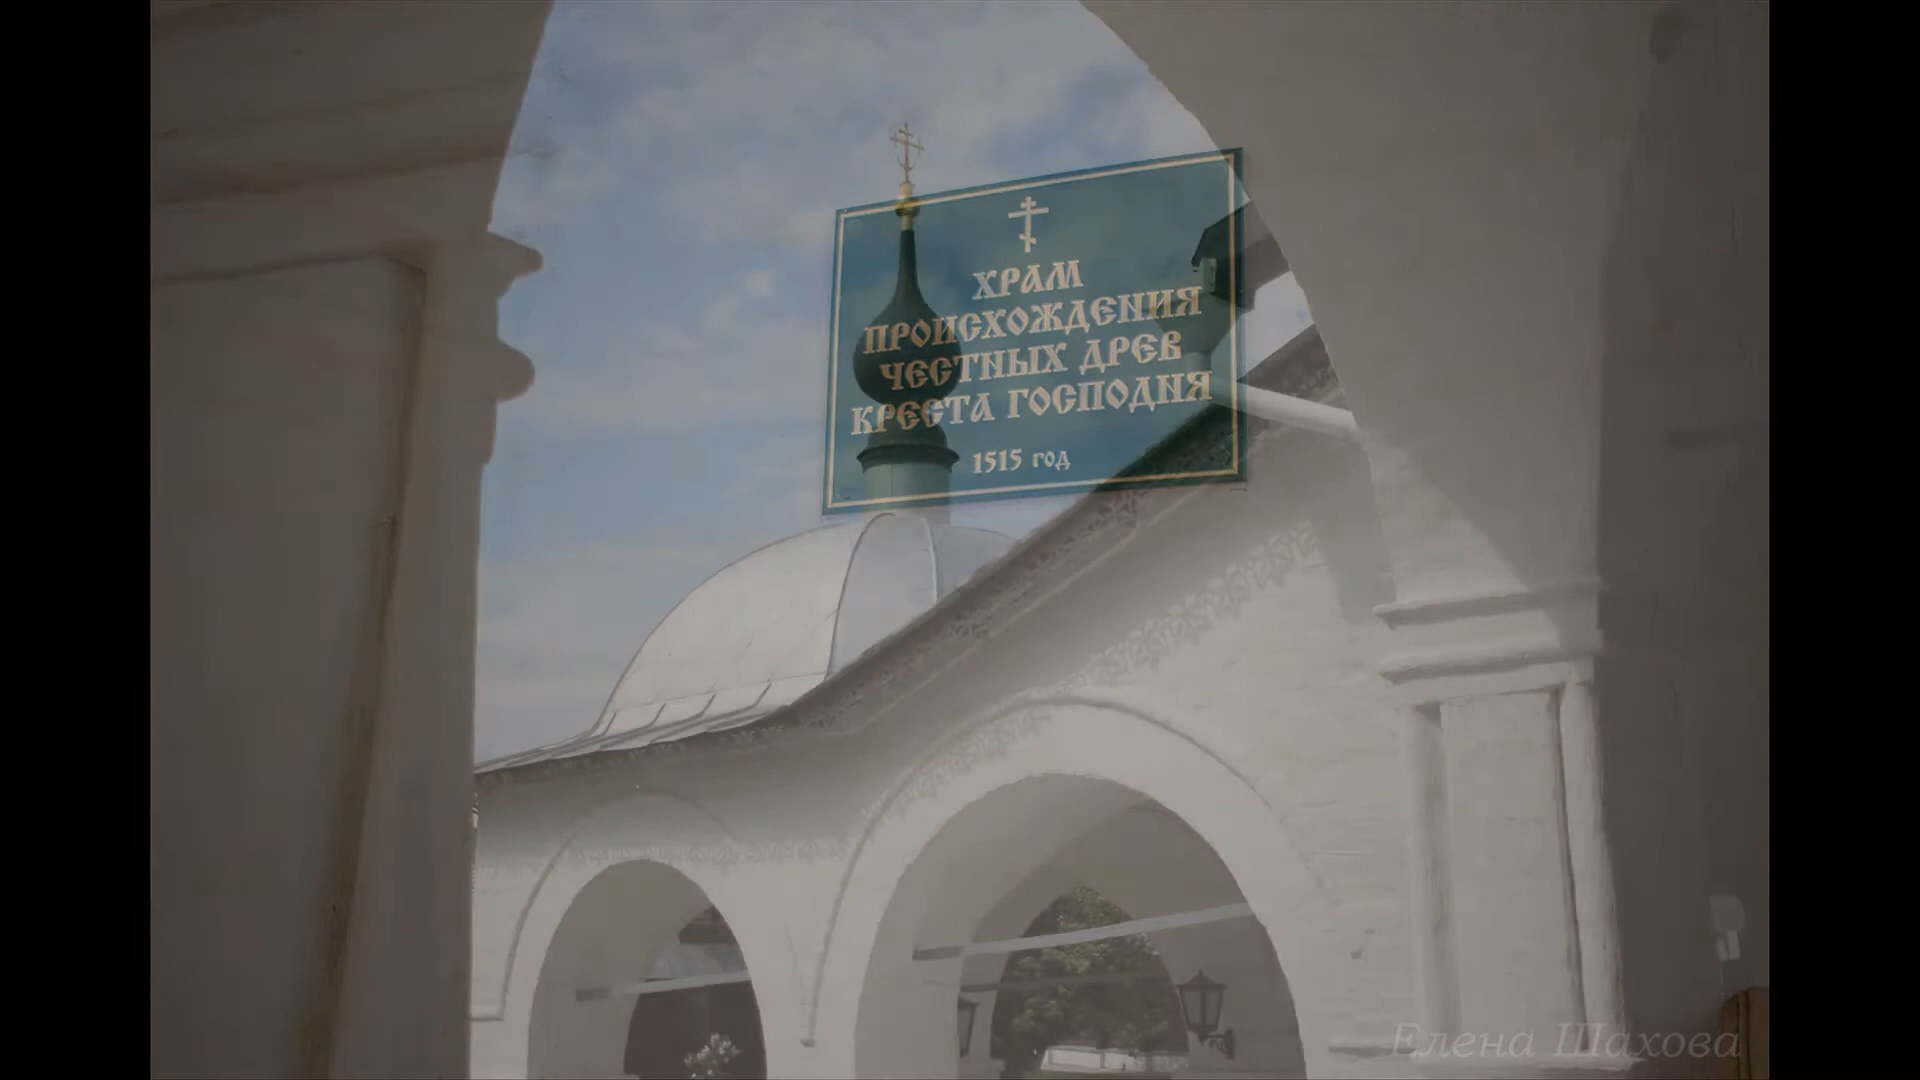 ХРАМ
ПРОИСХОЖДЕНИЯ
ЧЕСТНЫХ ДРЕВ
КРЕСТА ГОСПОДНЯ
1515 год
Елена Шахова